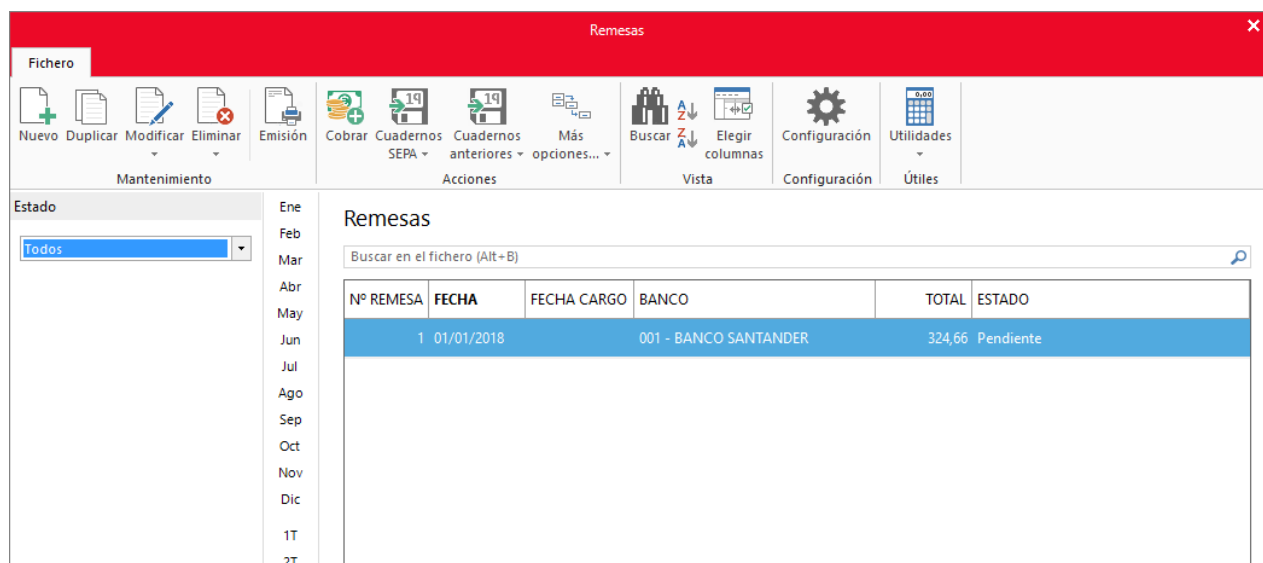 Remesas
Fichero
Nuevo Duplicar Modificar Eliminar Emisión Cobrar Cuadernos SEPA Cuadernos anteriores Más opciones... Buscar Elegir columnas Configuración Utilidades
Mantenimiento Acciones Vista Configuración Útiles
Estado
Todos
Ene
Feb
Mar
Abr
May
Jun
Jul
Ago
Sep
Oct
Nov
Dic
1T
2T
Remesas
Buscar en el fichero (Alt+B)
Nº REMESA FECHA FECHA CARGO BANCO TOTAL ESTADO
1 01/01/2018 001 - BANCO SANTANDER 324,66 Pendiente